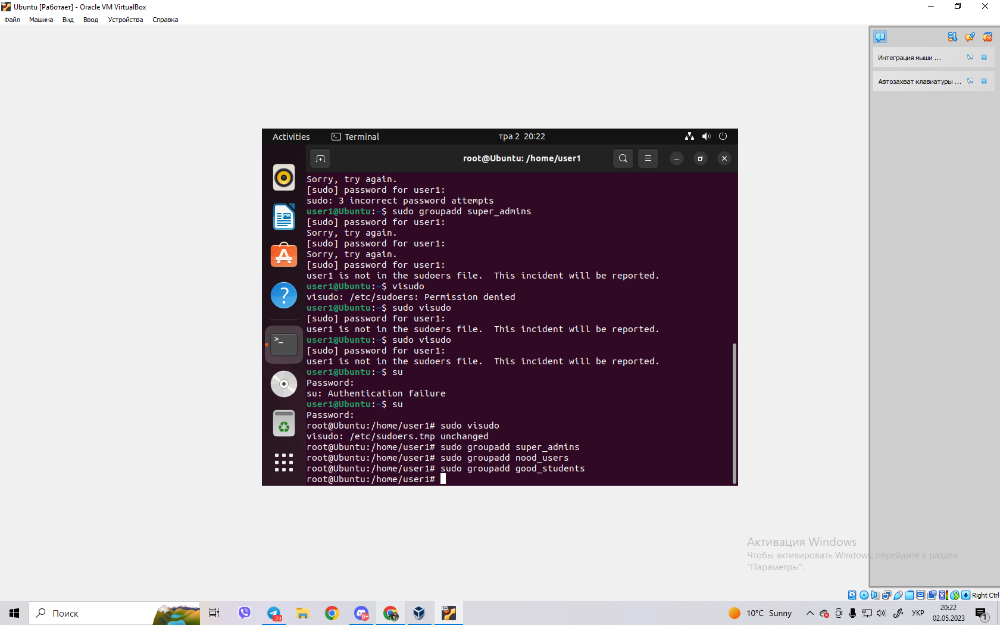 Ubuntu [Работает] - Oracle VM VirtualBox
Файл Машина Вид Ввод Устройства Справка
Интеграция мыши ...
Автозахват клавиатуры ...
Activities Terminal тра 2 20:22
root@Ubuntu: /home/user1
Sorry, try again.
[sudo] password for user1:
sudo: 3 incorrect password attempts
user1@Ubuntu:~$ sudo groupadd super_admins
[sudo] password for user1:
Sorry, try again.
[sudo] password for user1:
Sorry, try again.
[sudo] password for user1:
user1 is not in the sudoers file.  This incident will be reported.
user1@Ubuntu:~$ visudo
visudo: /etc/sudoers: Permission denied
user1@Ubuntu:~$ sudo visudo
[sudo] password for user1:
user1 is not in the sudoers file.  This incident will be reported.
user1@Ubuntu:~$ sudo visudo
[sudo] password for user1:
user1 is not in the sudoers file.  This incident will be reported.
user1@Ubuntu:~$ su
Password:
su: Authentication failure
user1@Ubuntu:~$ su
Password:
root@Ubuntu:/home/user1# sudo visudo
visudo: /etc/sudoers.tmp unchanged
root@Ubuntu:/home/user1# sudo groupadd super_admins
root@Ubuntu:/home/user1# sudo groupadd nood_users
root@Ubuntu:/home/user1# sudo groupadd good_students
root@Ubuntu:/home/user1#
Активация Windows
Чтобы активировать Windows, перейдите в раздел
"Параметры".
Right Ctrl
Поиск
73
9+
10°C Sunny
УКР
20:22
02.05.2023
1